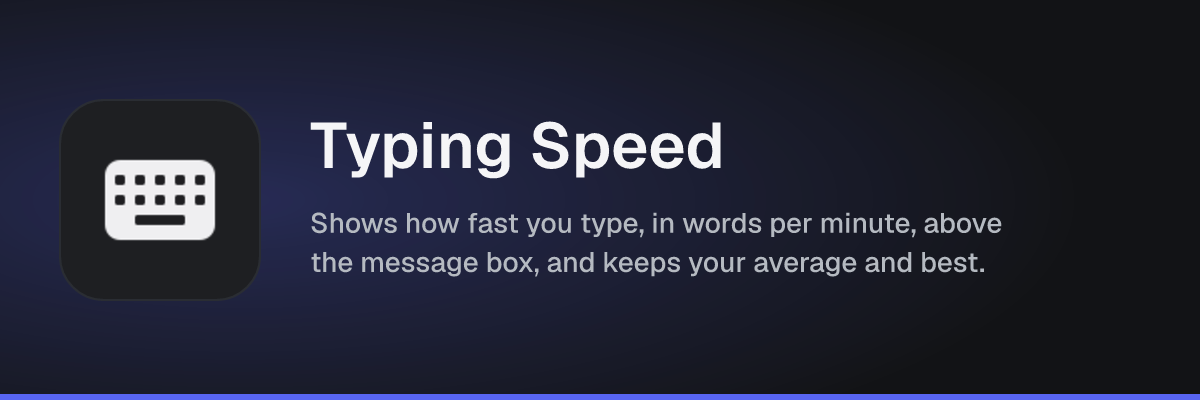 Typing Speed
Shows how fast you type, in words per minute, above
the message box, and keeps your average and best.